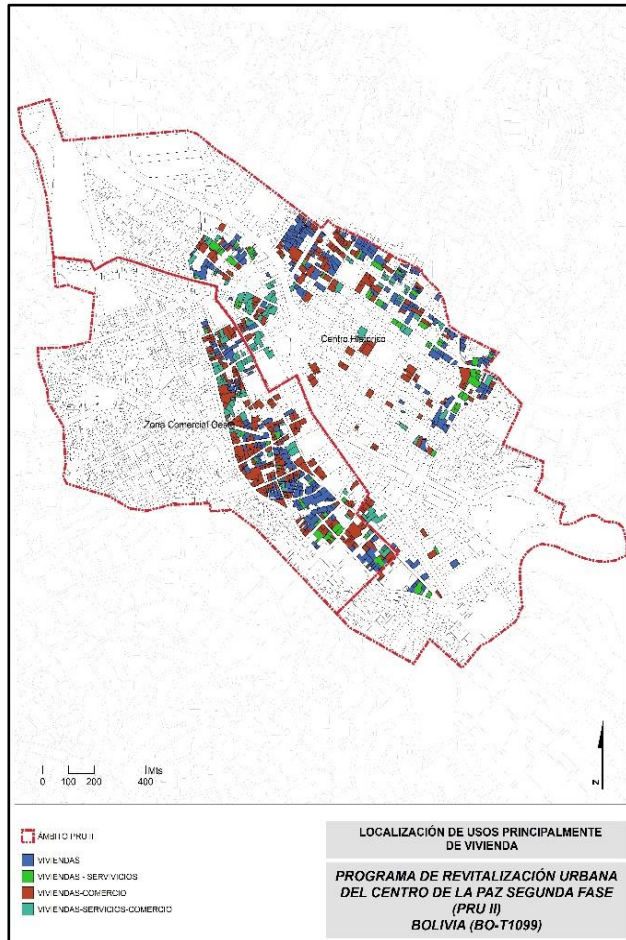 Centro Histórico
Zona Comercial Oeste
Mts
0 100 200 400
N
ÁMBITO PRU II
VIVIENDAS
VIVIENDAS - SERVIVICIOS
VIVIENDAS-COMERCIO
VIVIENDAS-SERVICIOS-COMERCIO
LOCALIZACIÓN DE USOS PRINCIPALMENTE
DE VIVIENDA
PROGRAMA DE REVITALIZACIÓN URBANA
DEL CENTRO DE LA PAZ SEGUNDA FASE
(PRU II)
BOLIVIA (BO-T1099)